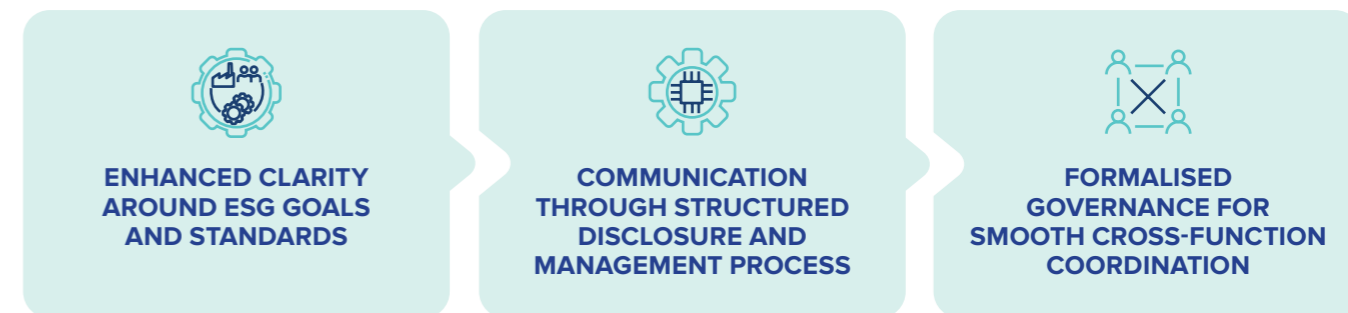 ENHANCED CLARITY
AROUND ESG GOALS
AND STANDARDS
COMMUNICATION
THROUGH STRUCTURED
DISCLOSURE AND
MANAGEMENT PROCESS
FORMALISED
GOVERNANCE FOR
SMOOTH CROSS-FUNCTION
COORDINATION